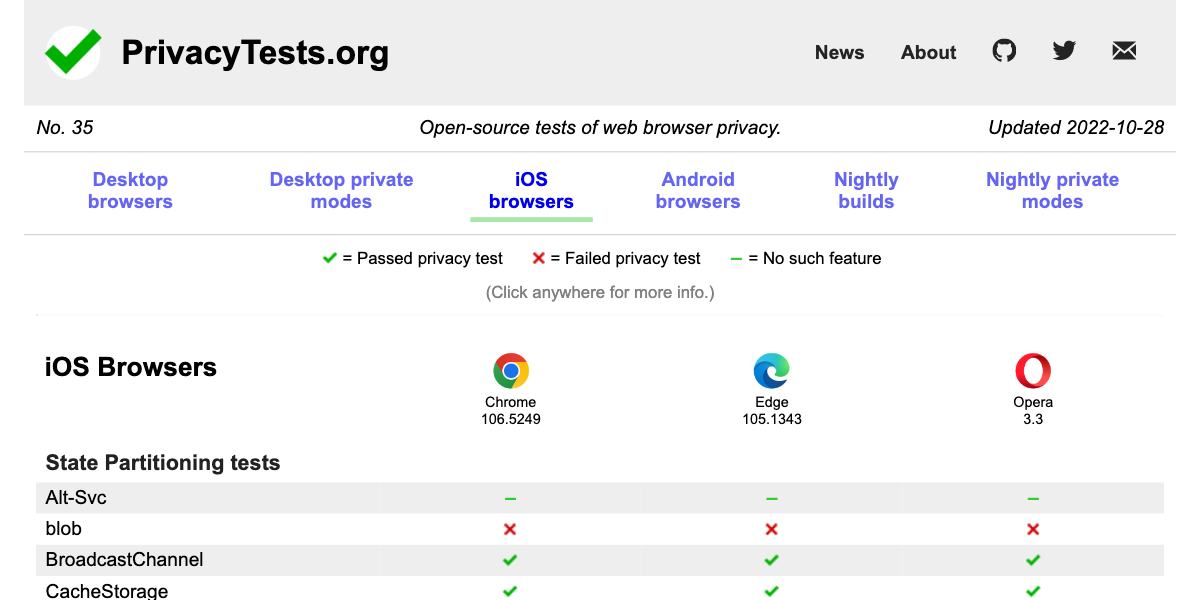 PrivacyTests.org
News About
No. 35 Open-source tests of web browser privacy. Updated 2022-10-28
Desktop browsers Desktop private modes iOS browsers Android browsers Nightly builds Nightly private modes
= Passed privacy test = Failed privacy test = No such feature
(Click anywhere for more info.)
iOS Browsers
Chrome 106.5249 Edge 105.1343 Opera 3.3
State Partitioning tests
Alt-Svc
blob
BroadcastChannel
CacheStorage